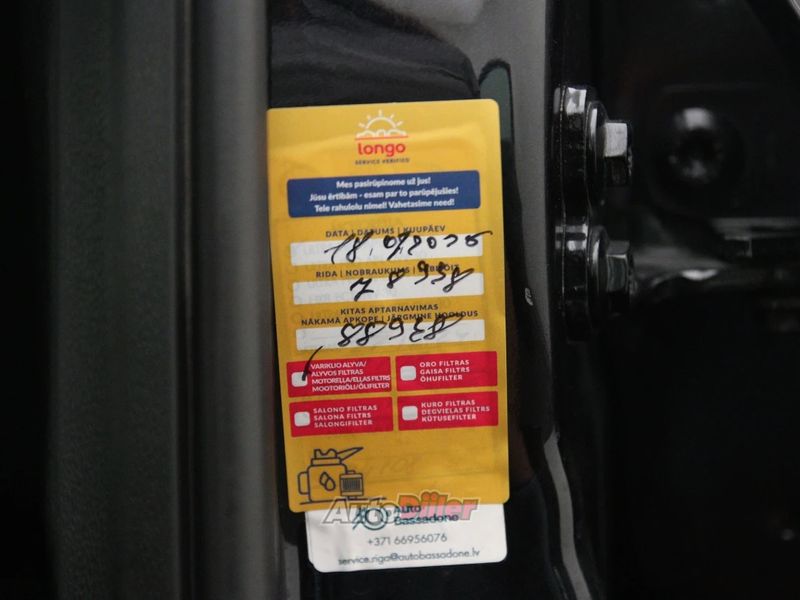 longo
SERVICE VERIFIED
Mes pasirūpinome už jus!
Jūsu ērtībām - esam par to parūpējušies!
Teie rahulolu nimel! Vahetasime need!
DATA | DATUMS | KUUPÄEV
RIDA | NOBRAUKUMS |
KITAS APTARNAVIMAS
NĀKAMĀ APKOPE | JÄRGMINE HOOLDUS
83688
VARIKLIO ALYVA/
ALYVOS FILTRAS
MOTOREĻĻA/EĻĻAS FILTRS
MOOTORIÕLI/ÕLIFILTER
ORO FILTRAS
GAISA FILTRS
ÕHUFILTER
SALONO FILTRAS
SALONA FILTRS
SALONGIFILTER
KURO FILTRAS
DEGVIELAS FILTRS
KÜTUSEFILTER
AutoDiler
Auto
Bassadone
+371 66956076
service.riga@autobassadone.lv